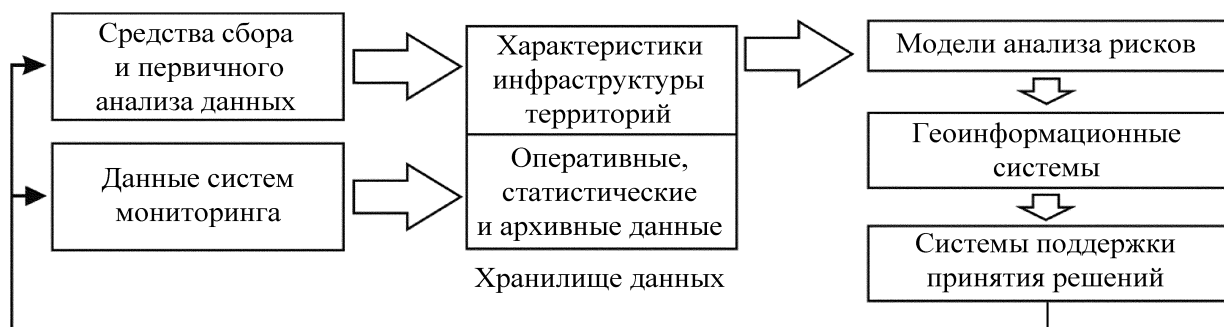 Средства сбора
и первичного
анализа данных
Данные систем
мониторинга
Характеристики
инфраструктуры
территорий
Оперативные,
статистические
и архивные данные
Хранилище данных
Модели анализа рисков
Геоинформационные
системы
Системы поддержки
принятия решений